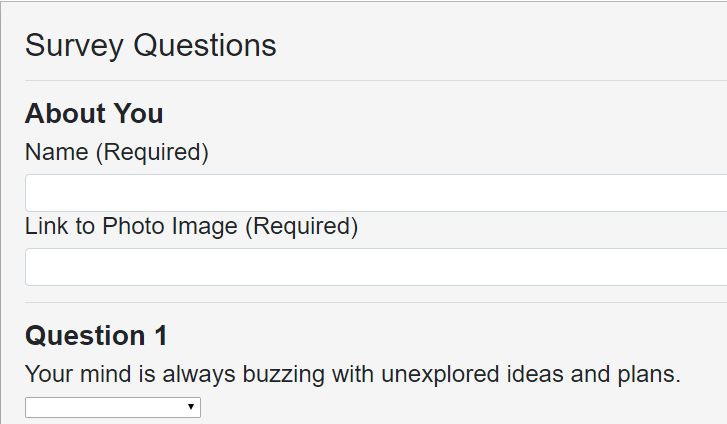 Survey Questions
About You
Name (Required)
Link to Photo Image (Required)
Question 1
Your mind is always buzzing with unexplored ideas and plans.